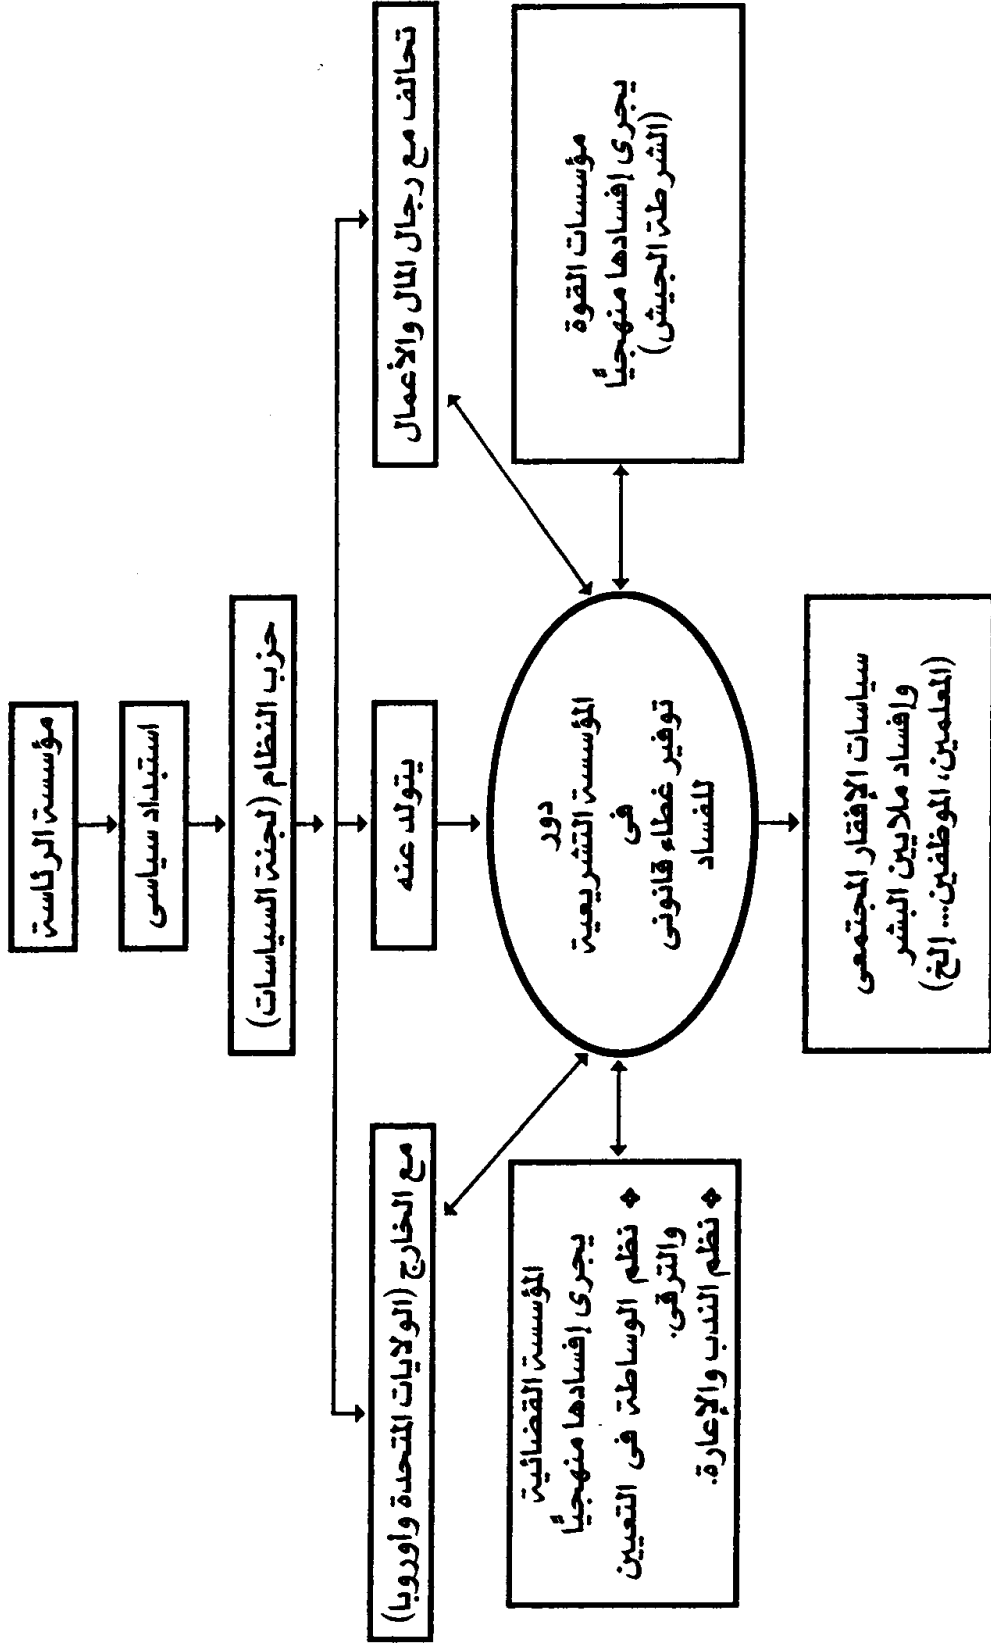 مؤسسة الرئاسة
استبداد سياسى
حزب النظام (لجنة السياسات)
تحالف مع رجال المال والأعمال
يتولد عنه
مع الخارج (الولايات المتحدة وأوروبا)
مؤسسات القوة
يجرى إفسادها منهجياً
(الشرطة الجيش)
دور
المؤسسة التشريعية
فى
توفير غطاء قانونى
للفساد
المؤسسة القضائية
يجرى إفسادها منهجياً
❖ نظم الوساطة فى التعيين
والترقى.
❖ نظم الندب والإعارة.
سياسات الإفقار المجتمعى
وإفساد ملايين البشر
(المعلمين، الموظفين... إلخ)